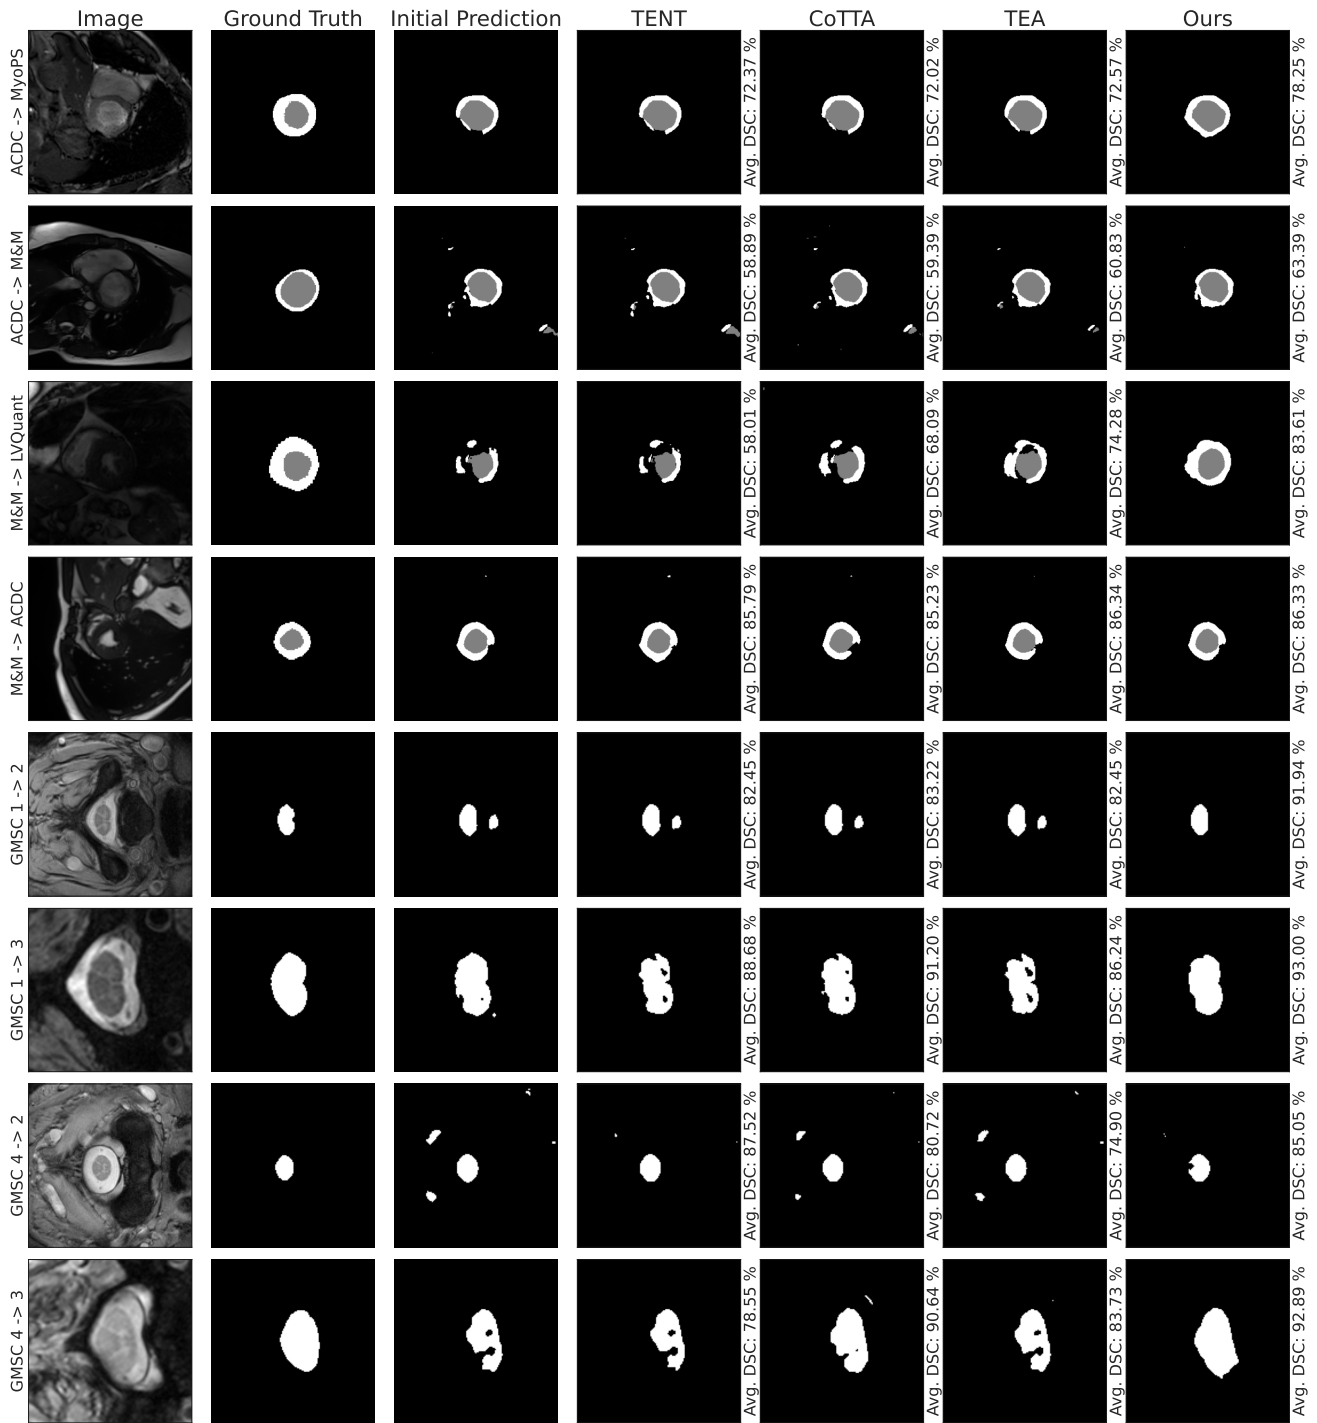 Image Ground Truth Initial Prediction TENT CoTTA TEA Ours
ACDC -> MyoPS
Avg. DSC: 72.37 %
Avg. DSC: 72.02 %
Avg. DSC: 72.57 %
Avg. DSC: 78.25 %
ACDC -> M&M
Avg. DSC: 58.89 %
Avg. DSC: 59.39 %
Avg. DSC: 60.83 %
Avg. DSC: 63.39 %
M&M -> LVQuant
Avg. DSC: 58.01 %
Avg. DSC: 68.09 %
Avg. DSC: 74.28 %
Avg. DSC: 83.61 %
M&M -> ACDC
Avg. DSC: 85.79 %
Avg. DSC: 85.23 %
Avg. DSC: 86.34 %
Avg. DSC: 86.33 %
GMSC 1 -> 2
Avg. DSC: 82.45 %
Avg. DSC: 83.22 %
Avg. DSC: 82.45 %
Avg. DSC: 91.94 %
GMSC 1 -> 3
Avg. DSC: 88.68 %
Avg. DSC: 91.20 %
Avg. DSC: 86.24 %
Avg. DSC: 93.00 %
GMSC 4 -> 2
Avg. DSC: 87.52 %
Avg. DSC: 80.72 %
Avg. DSC: 74.90 %
Avg. DSC: 85.05 %
GMSC 4 -> 3
Avg. DSC: 78.55 %
Avg. DSC: 90.64 %
Avg. DSC: 83.73 %
Avg. DSC: 92.89 %